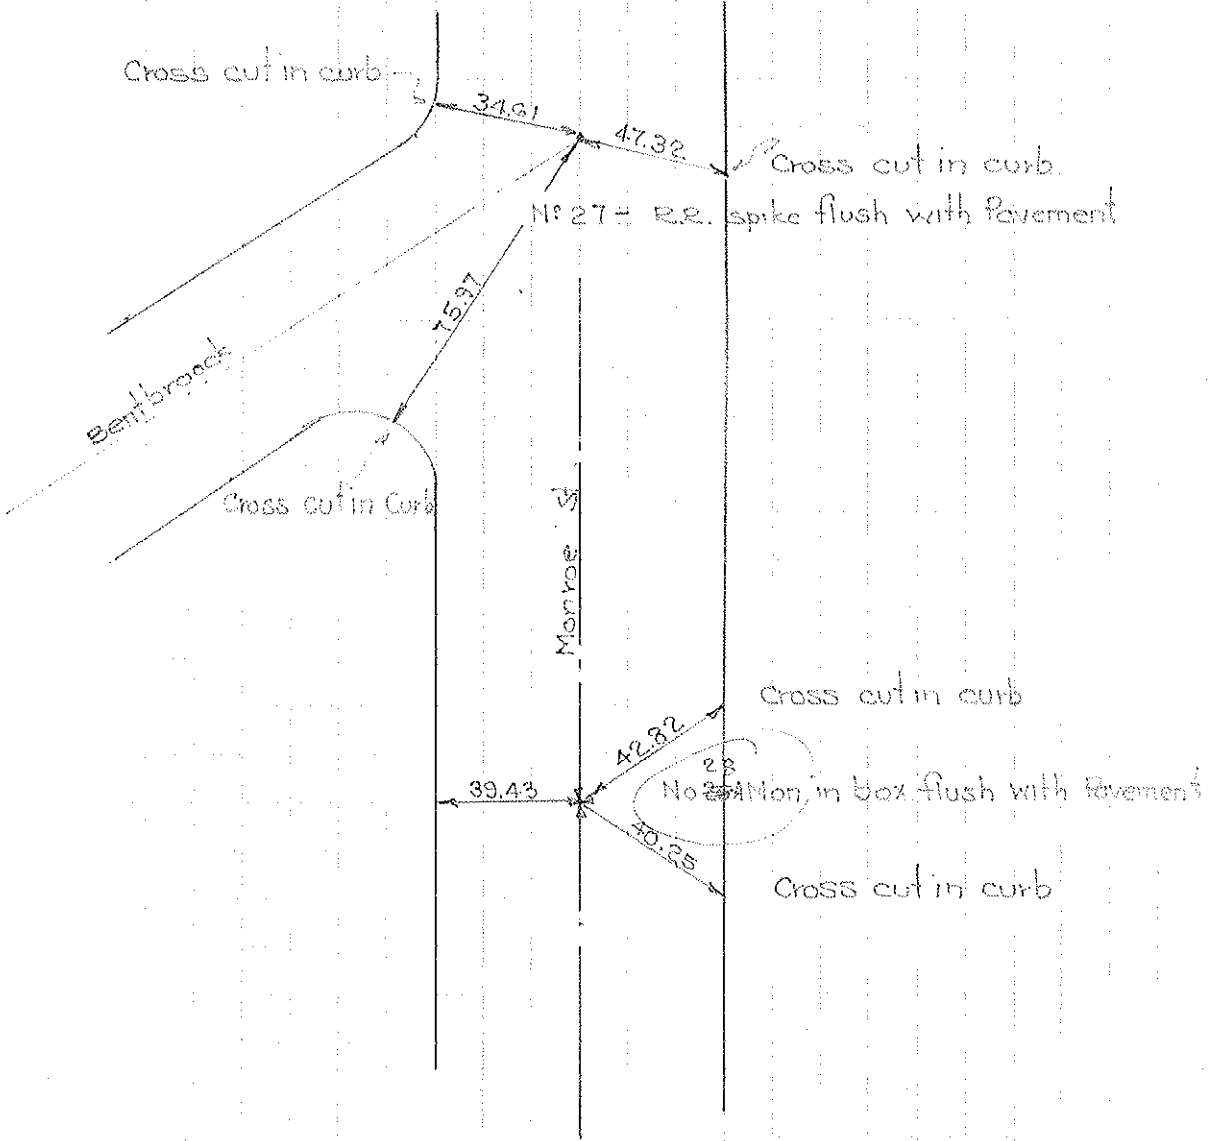 Cross cut in curb
34.61
47.32
Cross cut in curb.
Nº 27 - R.R. spike flush with Pavement
75.97
Bentbroock
Cross cut in Curb
Monroe St.
Cross cut in curb
42.82
28
39.43
No Mon, in box flush with Pavement
40.25
Cross cut in curb